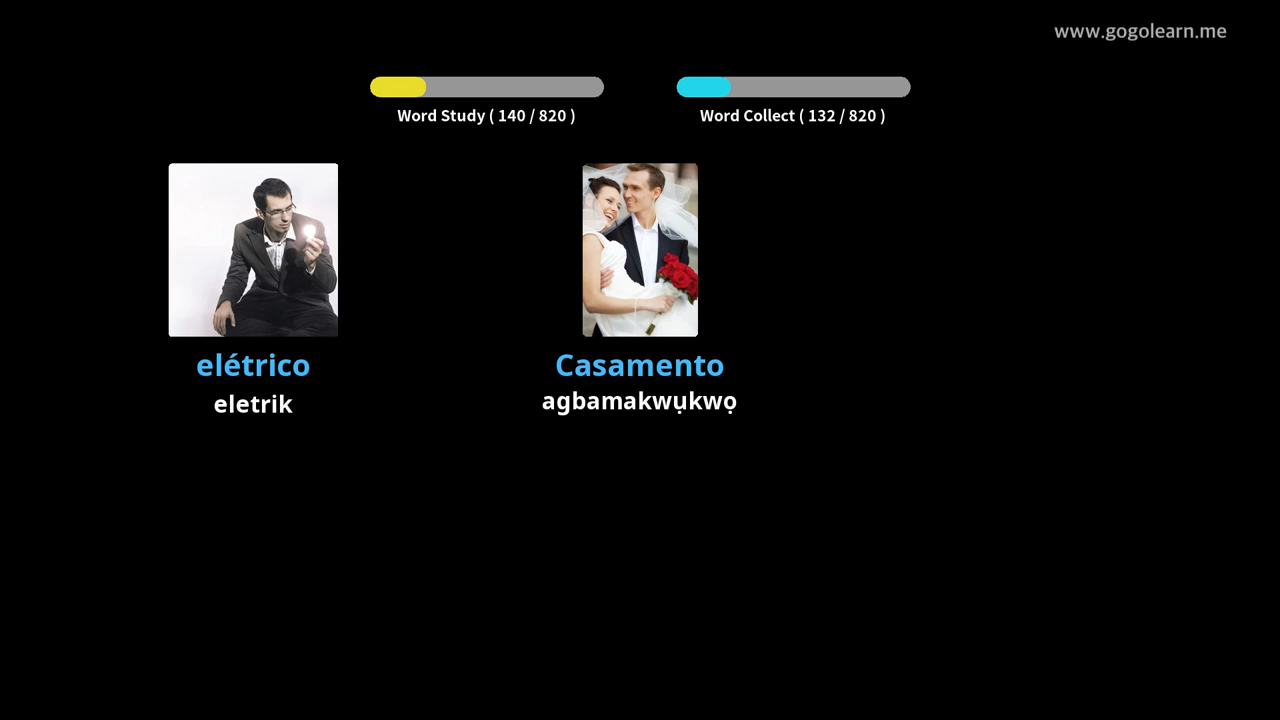 www.gogolearn.me
Word Study ( 140 / 820 )
Word Collect ( 132 / 820 )
elétrico
eletrik
Casamento
agbamakwụkwọ